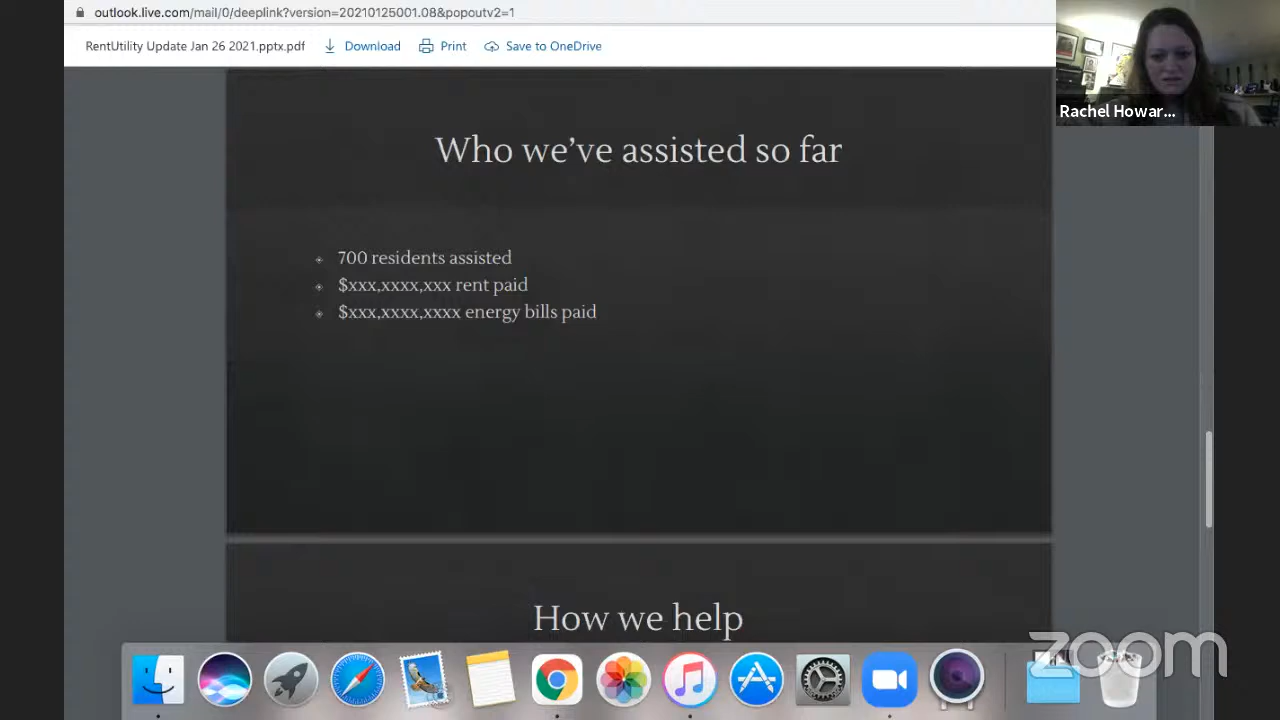 outlook.live.com/mail/0/deeplink?version=20210125001.08&popoutv2=1
RentUtility Update Jan 26 2021.pptx.pdf Download Print Save to OneDrive
Rachel Howar...
Who we've assisted so far
700 residents assisted
$xxx,xxxx,xxx rent paid
$xxx,xxxx,xxxx energy bills paid
How we help
zoom